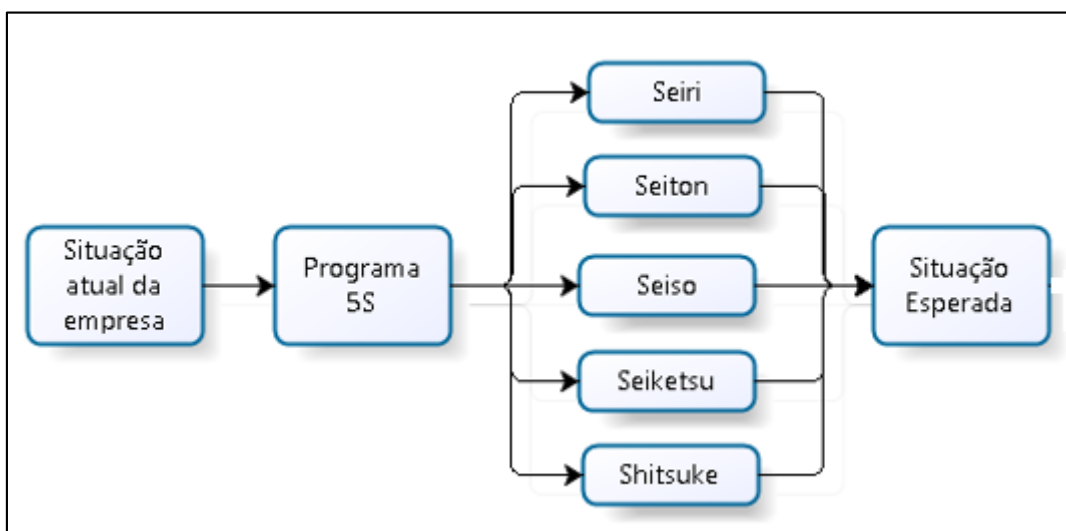 Situação
atual da
empresa
Programa
5S
Seiri
Seiton
Seiso
Seiketsu
Shitsuke
Situação
Esperada